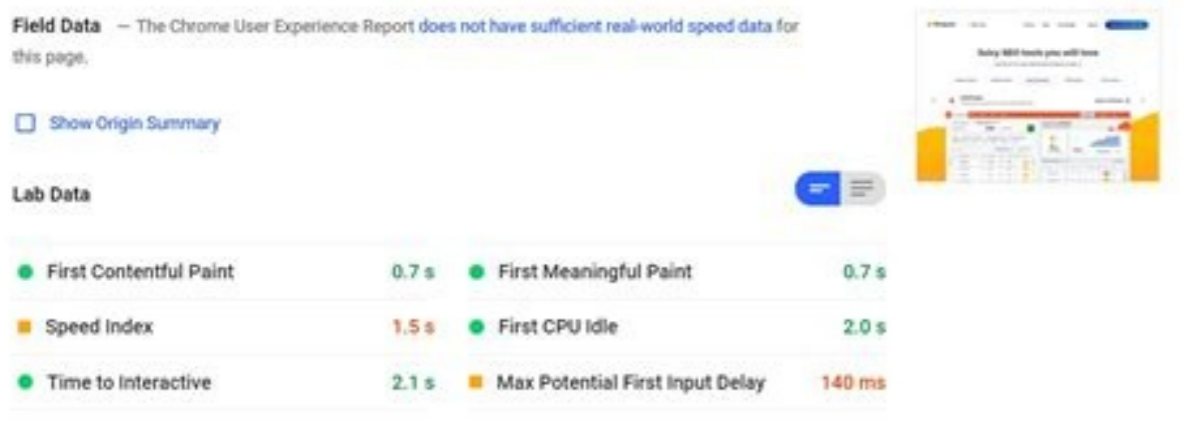 Field Data — The Chrome User Experience Report does not have sufficient real-world speed data for
this page.
Show Origin Summary
Lab Data
First Contentful Paint 0.7 s
First Meaningful Paint 0.7 s
Speed Index 1.5 s
First CPU Idle 2.0 s
Time to Interactive 2.1 s
Max Potential First Input Delay 140 ms